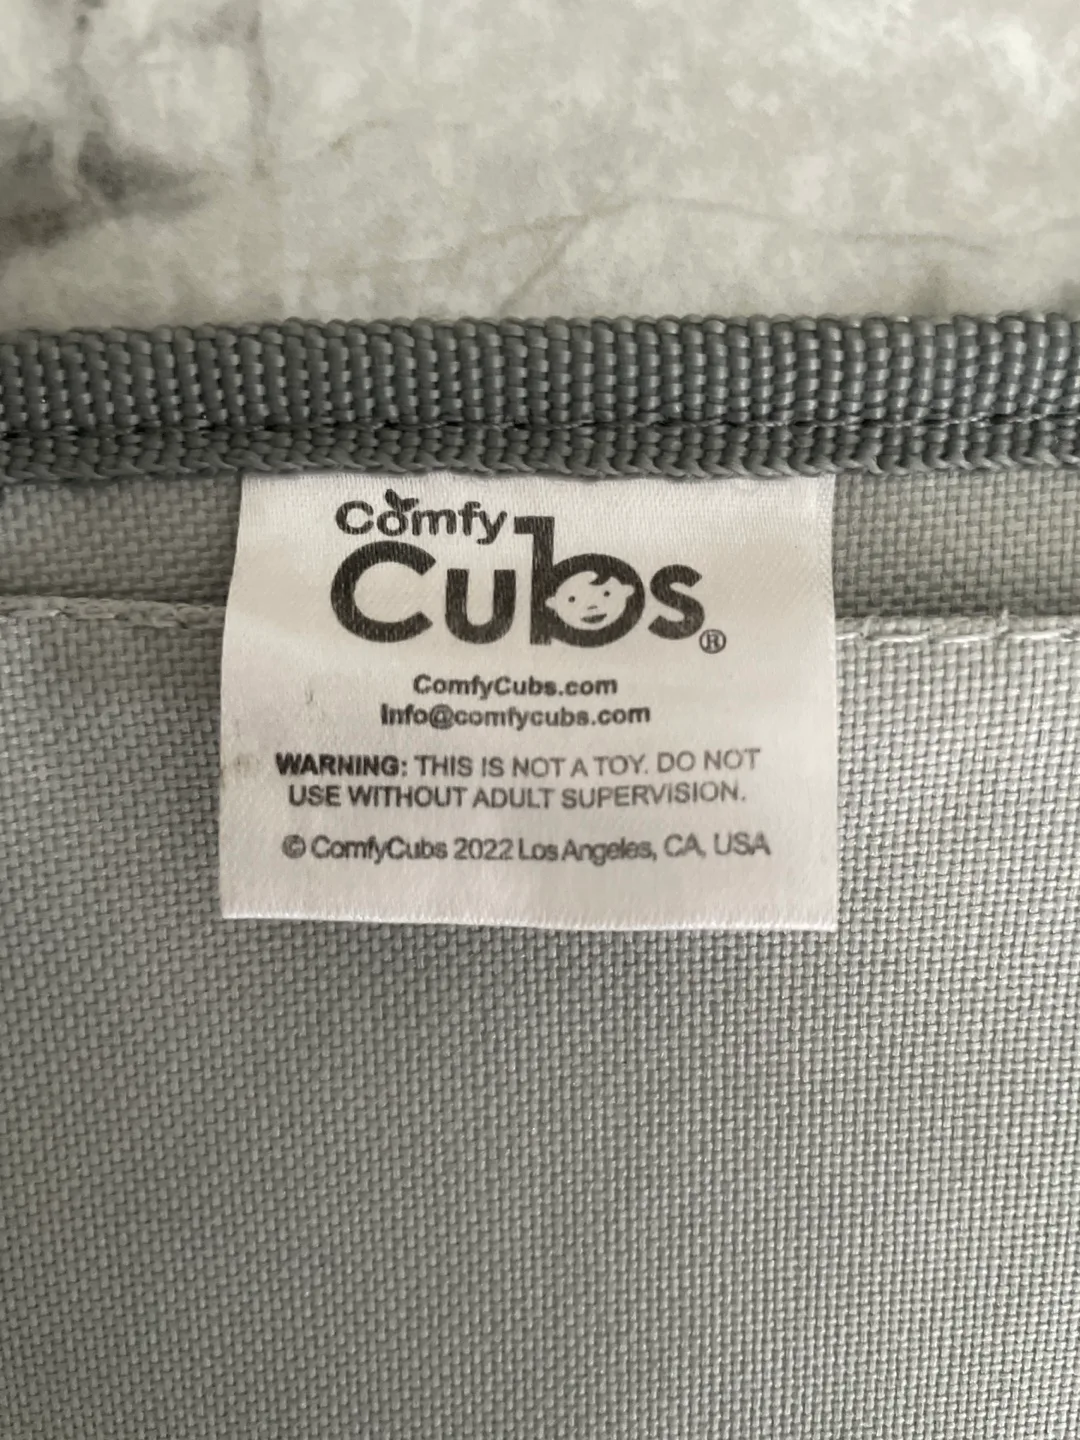 Comfy
Cubs®
ComfyCubs.com
Info@comfycubs.com
WARNING: THIS IS NOT A TOY. DO NOT
USE WITHOUT ADULT SUPERVISION.
© ComfyCubs 2022 Los Angeles, CA, USA